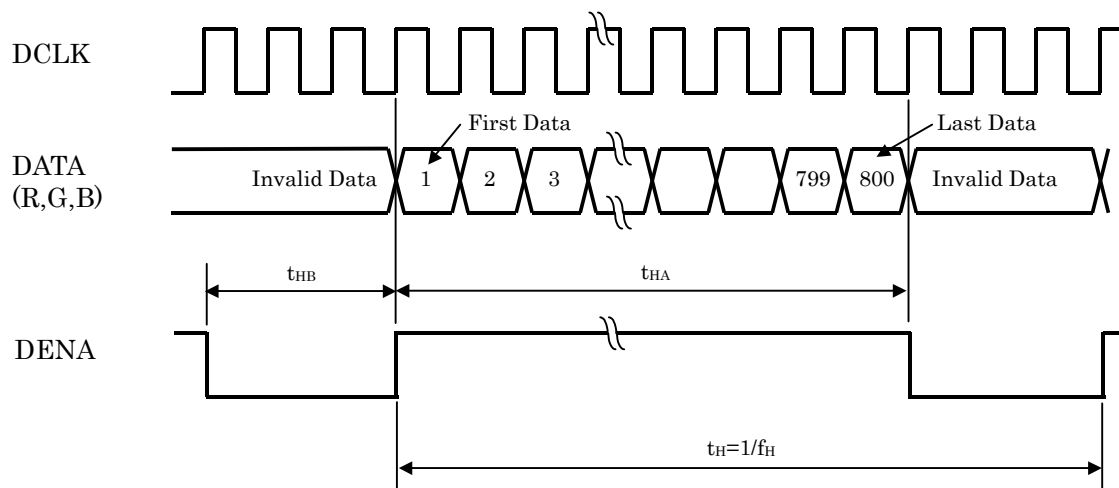 DCLK
First Data
Last Data
DATA
(R,G,B)
Invalid Data
1
2
3
799
800
Invalid Data
tHB
tHA
DENA
tH=1/fH